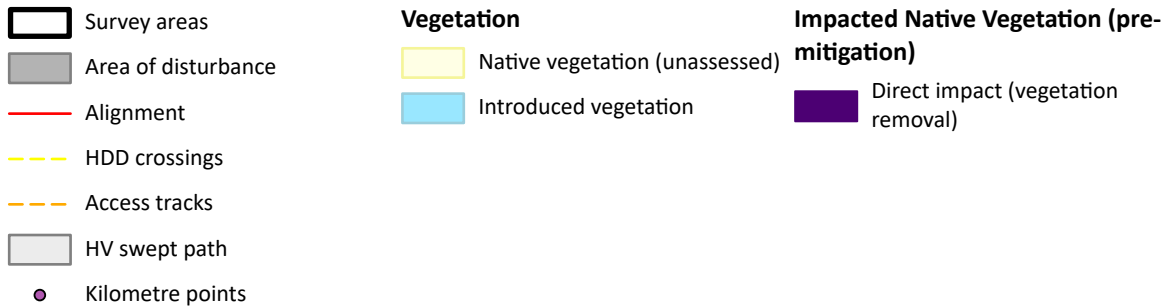 Survey areas
Area of disturbance
Alignment
HDD crossings
Access tracks
HV swept path
Kilometre points
Vegetation
Native vegetation (unassessed)
Introduced vegetation
Impacted Native Vegetation (pre-
mitigation)
Direct impact (vegetation
removal)